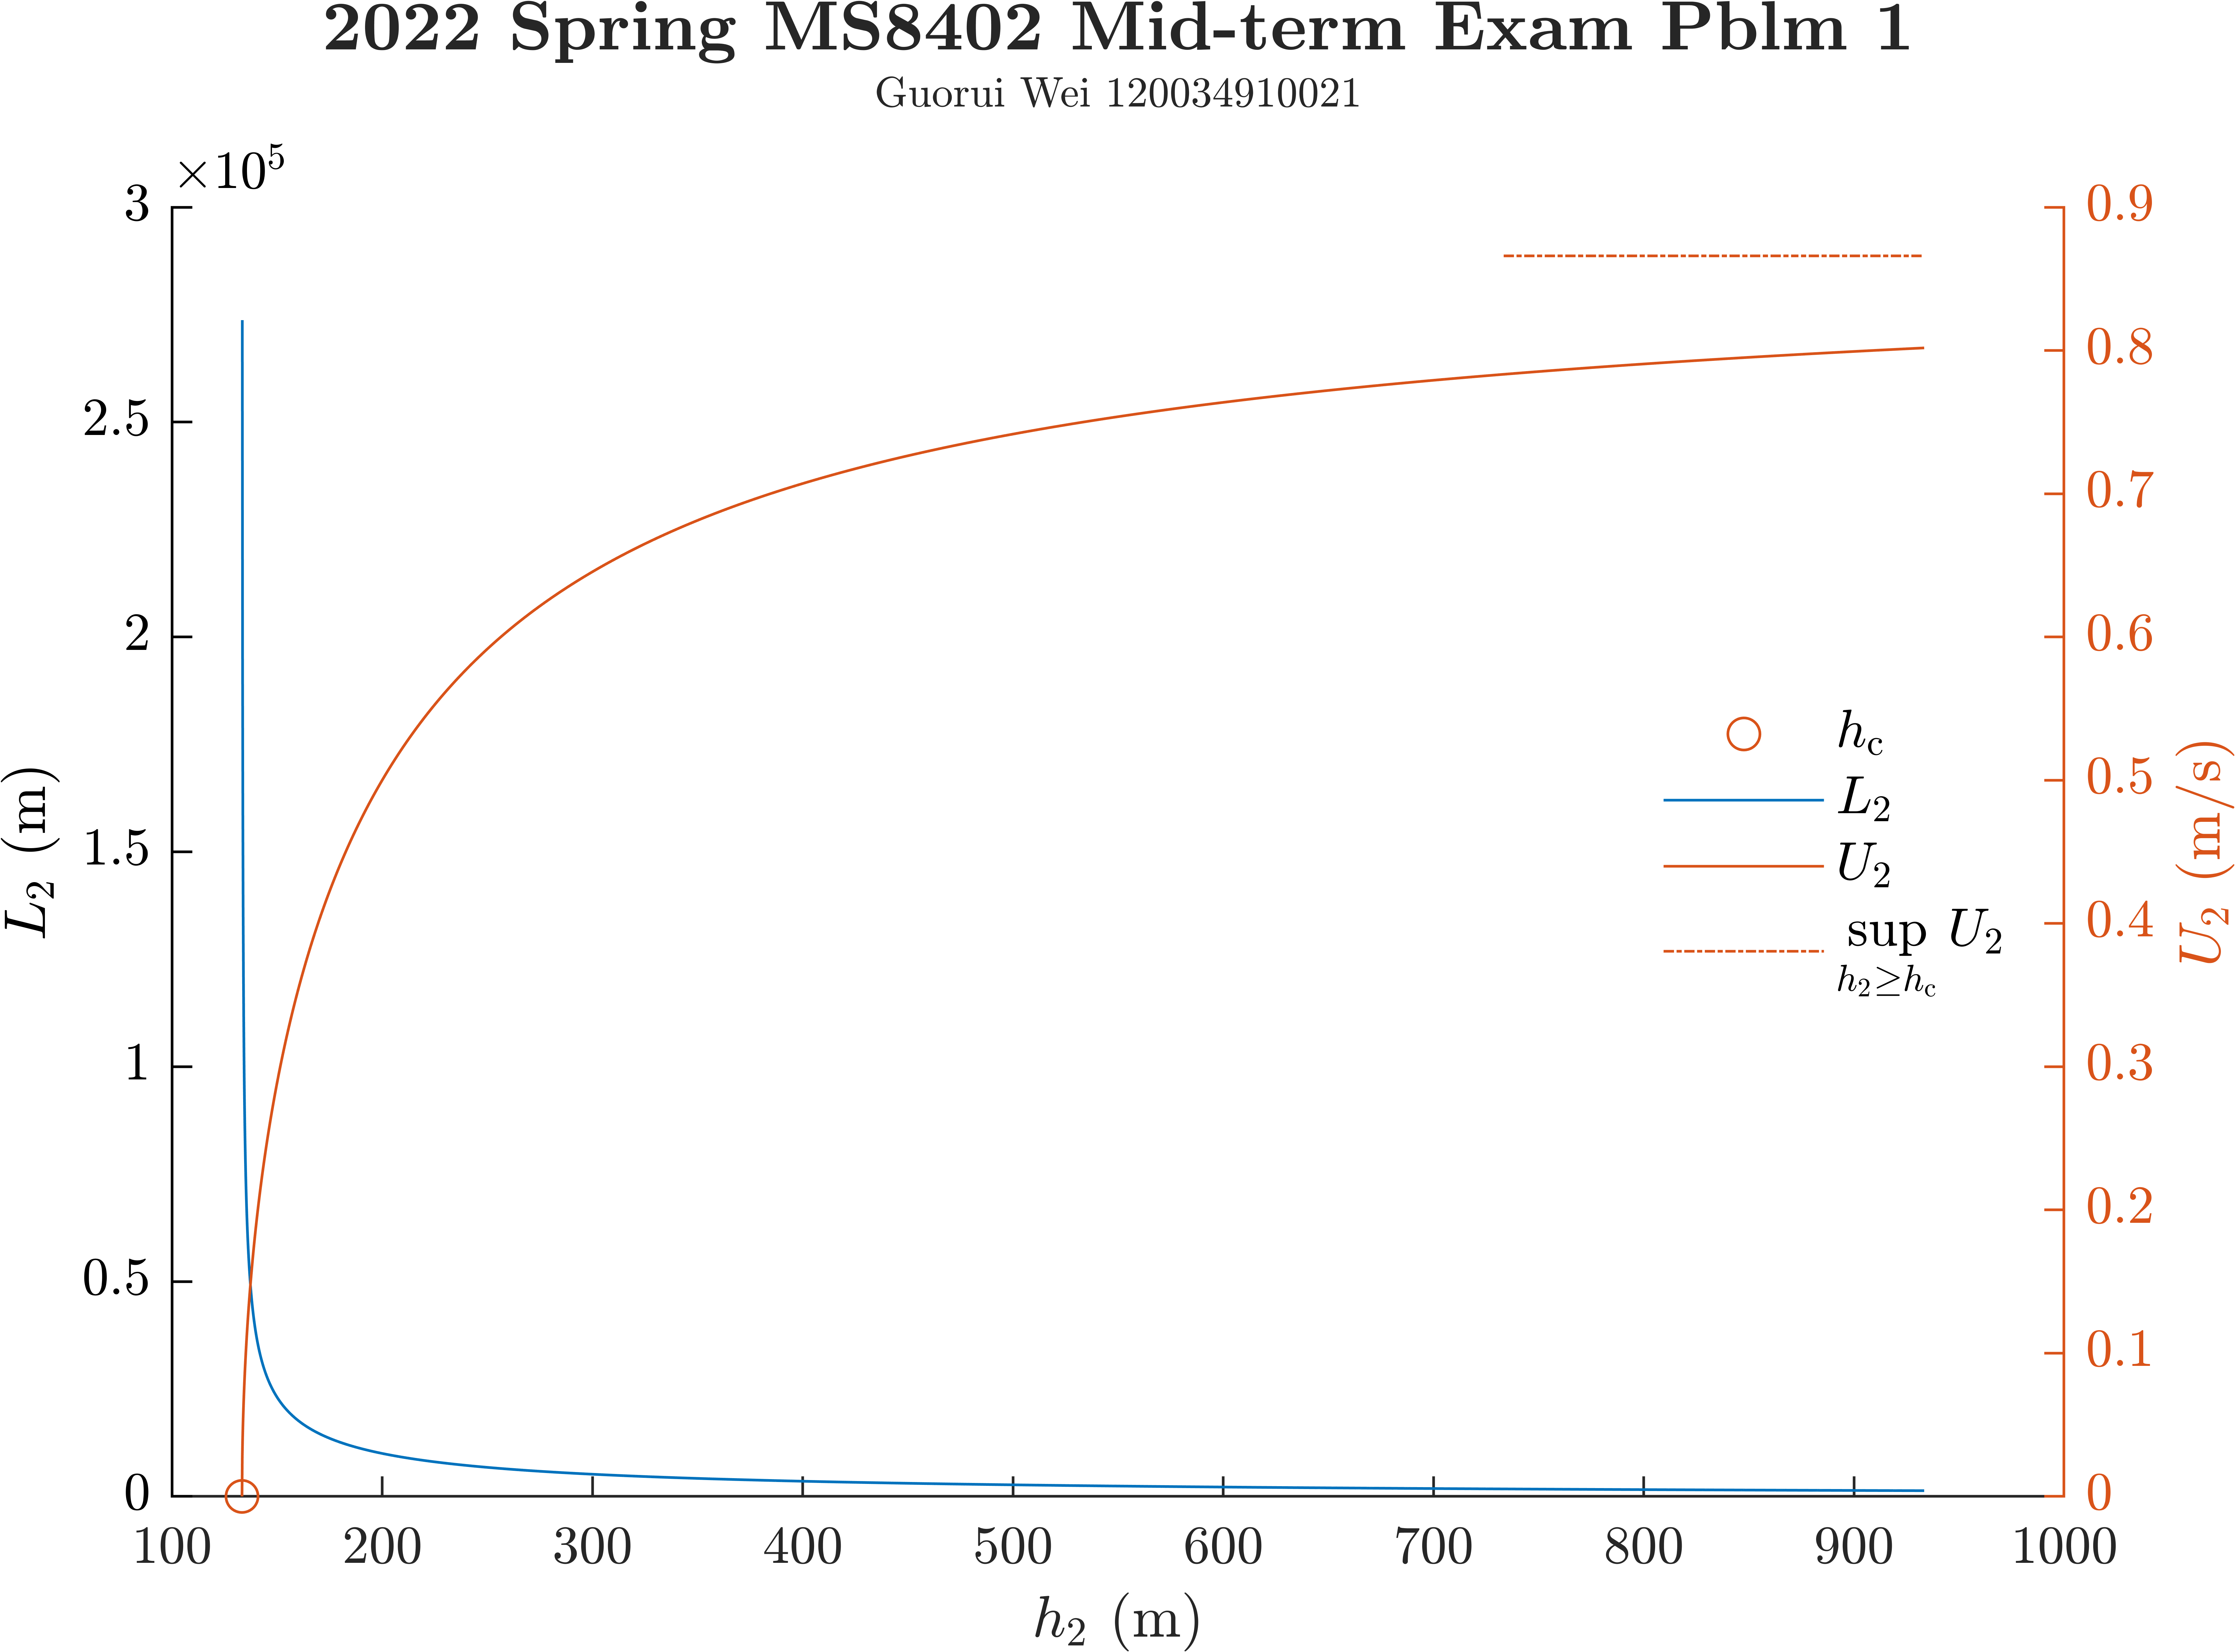 2022 Spring MS8402 Mid-term Exam Pblm 1
Guorui Wei 120034910021
×10⁵
3
2.5
2
1.5
1
0.5
0
L₂ (m)
0.9
0.8
0.7
0.6
0.5
0.4
0.3
0.2
0.1
0
U₂ (m/s)
h_c
L₂
U₂
sup U₂
h₂≥h_c
100 200 300 400 500 600 700 800 900 1000
h₂ (m)